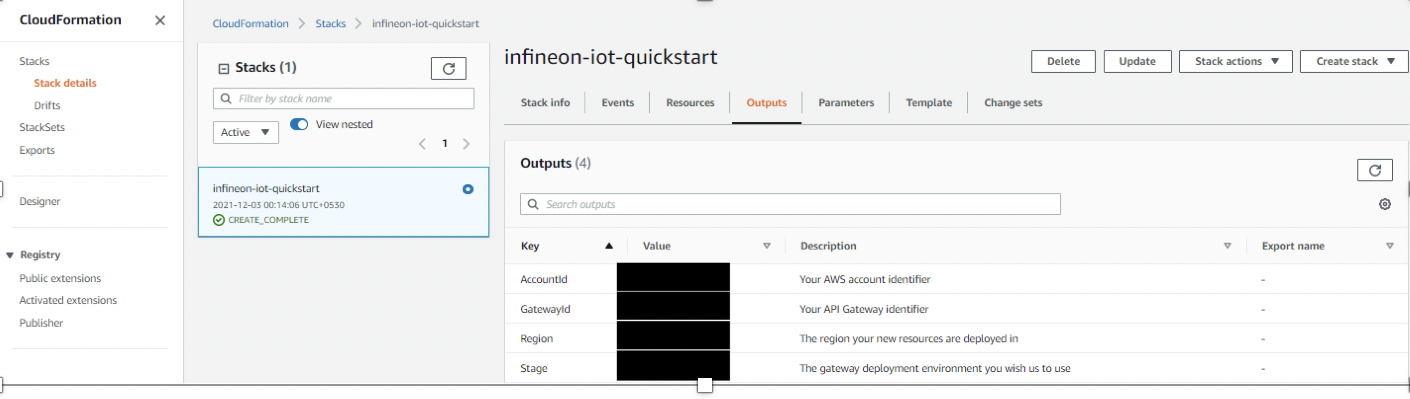 CloudFormation
Stacks
Stack details
Drifts
StackSets
Exports
Designer
Registry
Public extensions
Activated extensions
Publisher
CloudFormation > Stacks > infineon-iot-quickstart
Stacks (1)
Filter by stack name
Active
View nested
1
infineon-iot-quickstart
2021-12-03 00:14:06 UTC+0530
CREATE_COMPLETE
infineon-iot-quickstart
Delete Update Stack actions Create stack
Stack info Events Resources Outputs Parameters Template Change sets
Outputs (4)
Search outputs
Key Value Description Export name
AccountId Your AWS account identifier -
GatewayId Your API Gateway identifier -
Region The region your new resources are deployed in -
Stage The gateway deployment environment you wish us to use -